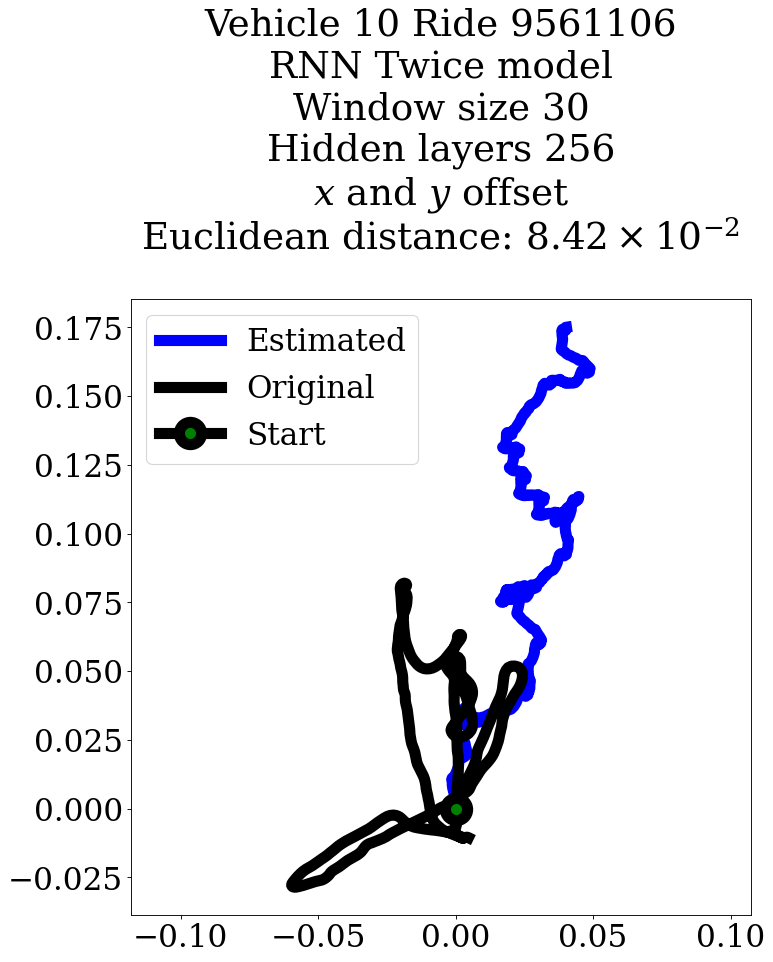 Vehicle 10 Ride 9561106
RNN Twice model
Window size 30
Hidden layers 256
x and y offset
Euclidean distance: 8.42 × 10⁻²
Estimated
Original
Start
0.175
0.150
0.125
0.100
0.075
0.050
0.025
0.000
−0.025
−0.10 −0.05 0.00 0.05 0.10